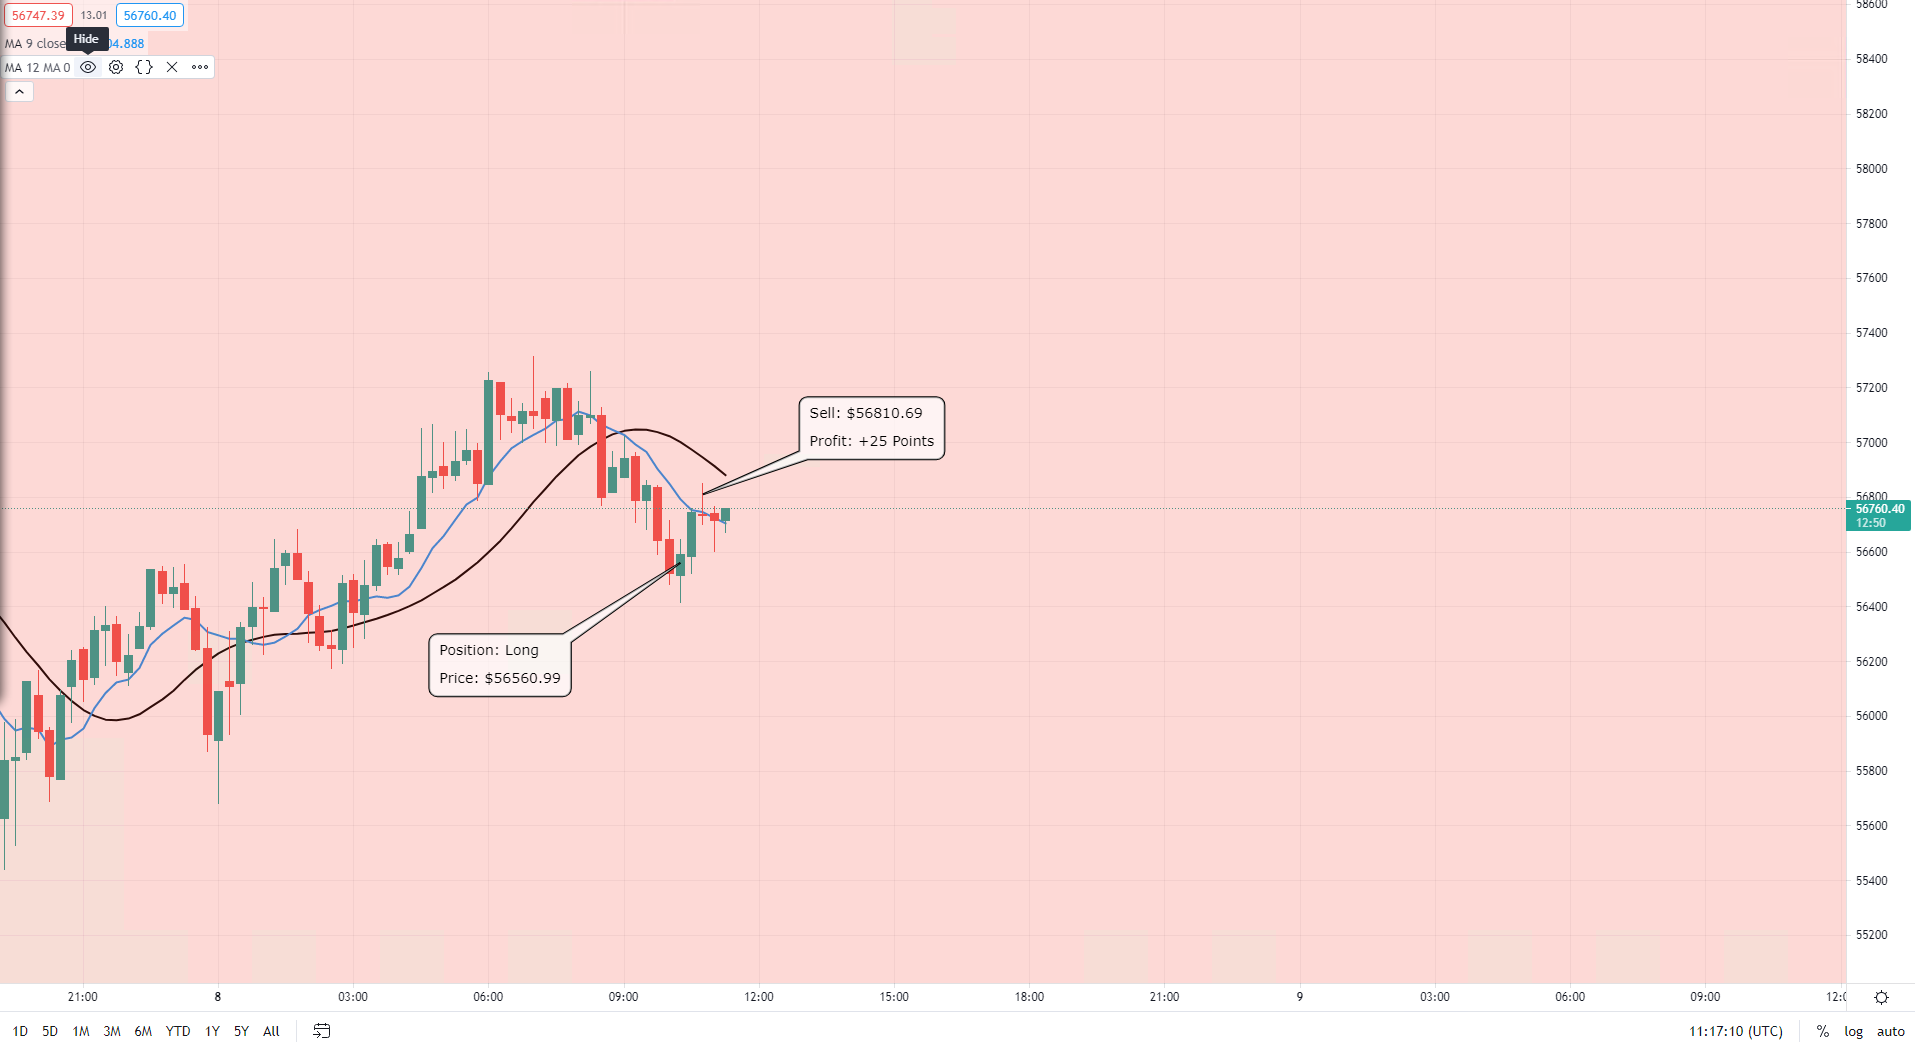 56747.39 13.01 56760.40
Hide
MA 9 close 04.888
MA 12 MA 0
58600
58400
58200
58000
57800
57600
57400
57200
57000
56800
56760.40
12:50
56600
56400
56200
56000
55800
55600
55400
55200
Sell: $56810.69
Profit: +25 Points
Position: Long
Price: $56560.99
21:00 8 03:00 06:00 09:00 12:00 15:00 18:00 21:00 9 03:00 06:00 09:00 12:0
1D 5D 1M 3M 6M YTD 1Y 5Y All 11:17:10 (UTC) % log auto